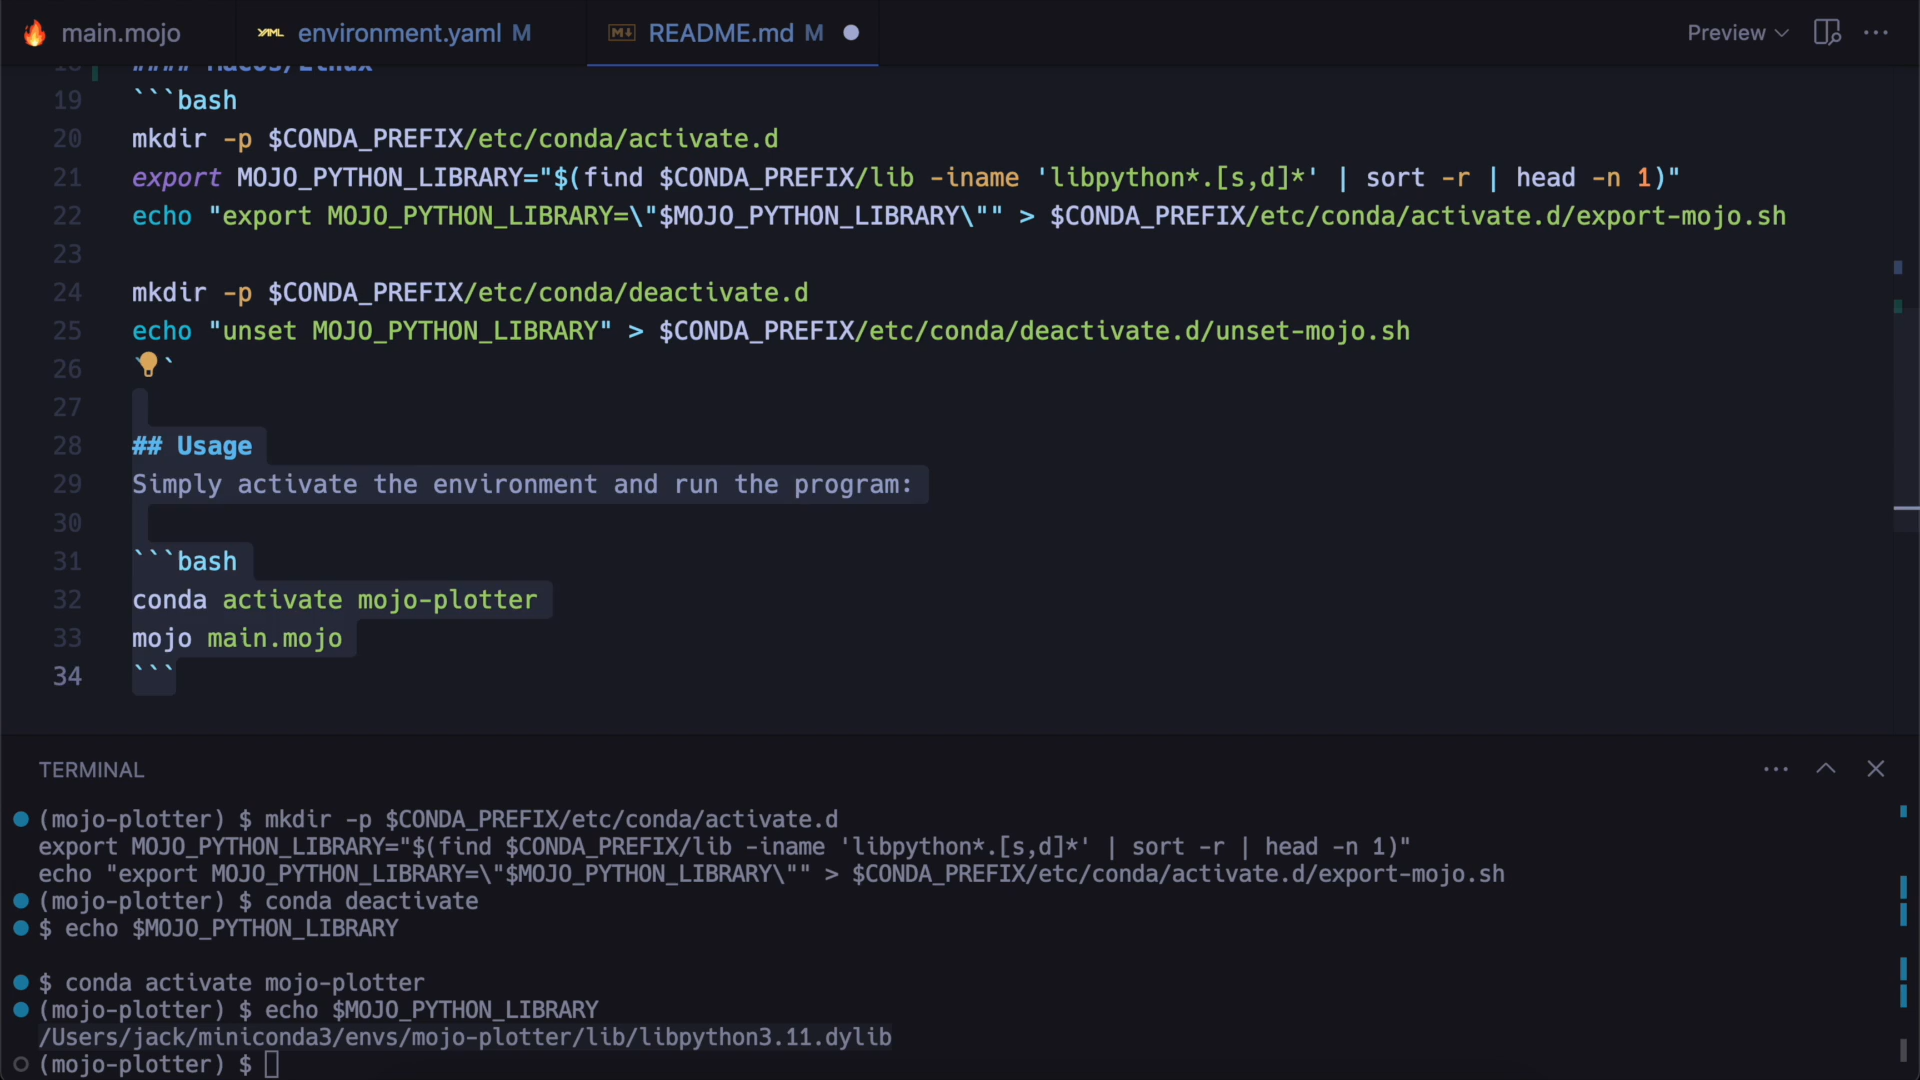 main.mojo
environment.yaml M
README.md M
Preview
#### MacOS/Linux
19 ```bash
20 mkdir -p $CONDA_PREFIX/etc/conda/activate.d
21 export MOJO_PYTHON_LIBRARY="$(find $CONDA_PREFIX/lib -iname 'libpython*.[s,d]*' | sort -r | head -n 1)"
22 echo "export MOJO_PYTHON_LIBRARY=\"$MOJO_PYTHON_LIBRARY\"" > $CONDA_PREFIX/etc/conda/activate.d/export-mojo.sh
23
24 mkdir -p $CONDA_PREFIX/etc/conda/deactivate.d
25 echo "unset MOJO_PYTHON_LIBRARY" > $CONDA_PREFIX/etc/conda/deactivate.d/unset-mojo.sh
26 ``
27
28 ## Usage
29 Simply activate the environment and run the program:
30
31 ```bash
32 conda activate mojo-plotter
33 mojo main.mojo
34 ```
TERMINAL
(mojo-plotter) $ mkdir -p $CONDA_PREFIX/etc/conda/activate.d
export MOJO_PYTHON_LIBRARY="$(find $CONDA_PREFIX/lib -iname 'libpython*.[s,d]*' | sort -r | head -n 1)"
echo "export MOJO_PYTHON_LIBRARY=\"$MOJO_PYTHON_LIBRARY\"" > $CONDA_PREFIX/etc/conda/activate.d/export-mojo.sh
(mojo-plotter) $ conda deactivate
$ echo $MOJO_PYTHON_LIBRARY
$ conda activate mojo-plotter
(mojo-plotter) $ echo $MOJO_PYTHON_LIBRARY
/Users/jack/miniconda3/envs/mojo-plotter/lib/libpython3.11.dylib
(mojo-plotter) $